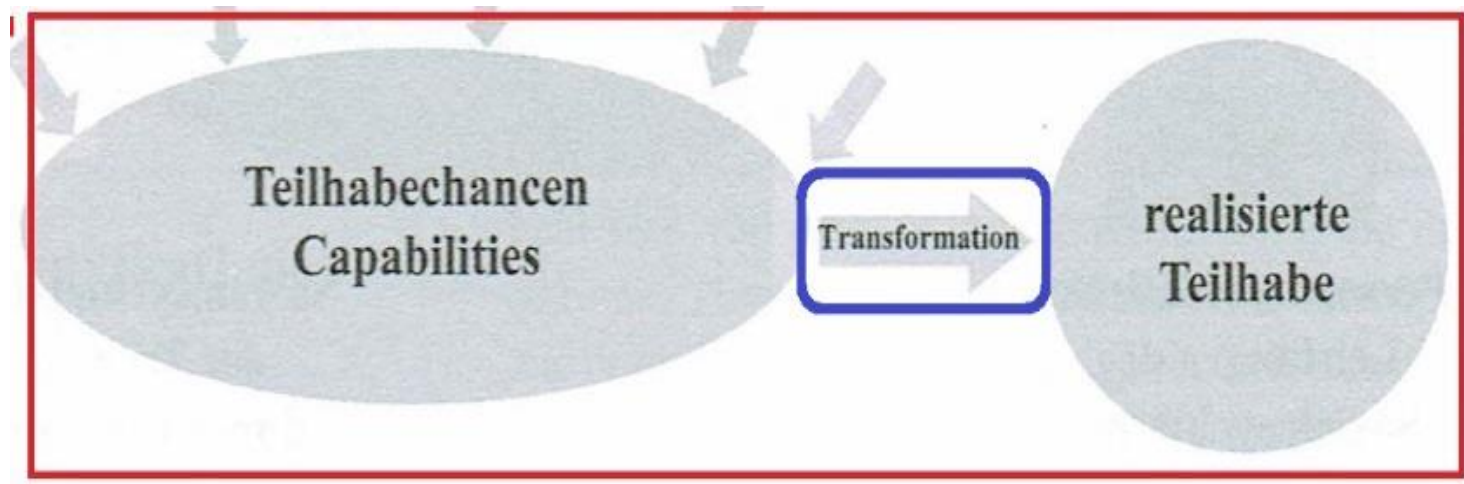 Teilhabechancen
Capabilities
Transformation
realisierte
Teilhabe